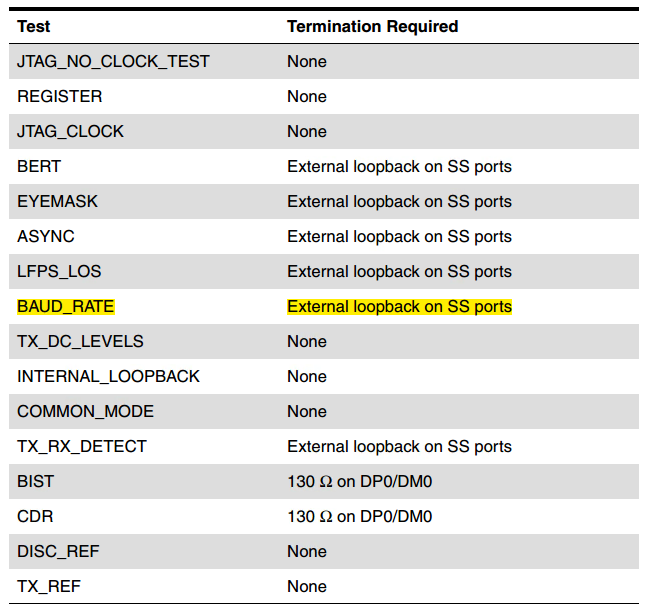 Test Termination Required
JTAG_NO_CLOCK_TEST None
REGISTER None
JTAG_CLOCK None
BERT External loopback on SS ports
EYEMASK External loopback on SS ports
ASYNC External loopback on SS ports
LFPS_LOS External loopback on SS ports
BAUD_RATE External loopback on SS ports
TX_DC_LEVELS None
INTERNAL_LOOPBACK None
COMMON_MODE None
TX_RX_DETECT External loopback on SS ports
BIST 130 Ω on DP0/DM0
CDR 130 Ω on DP0/DM0
DISC_REF None
TX_REF None